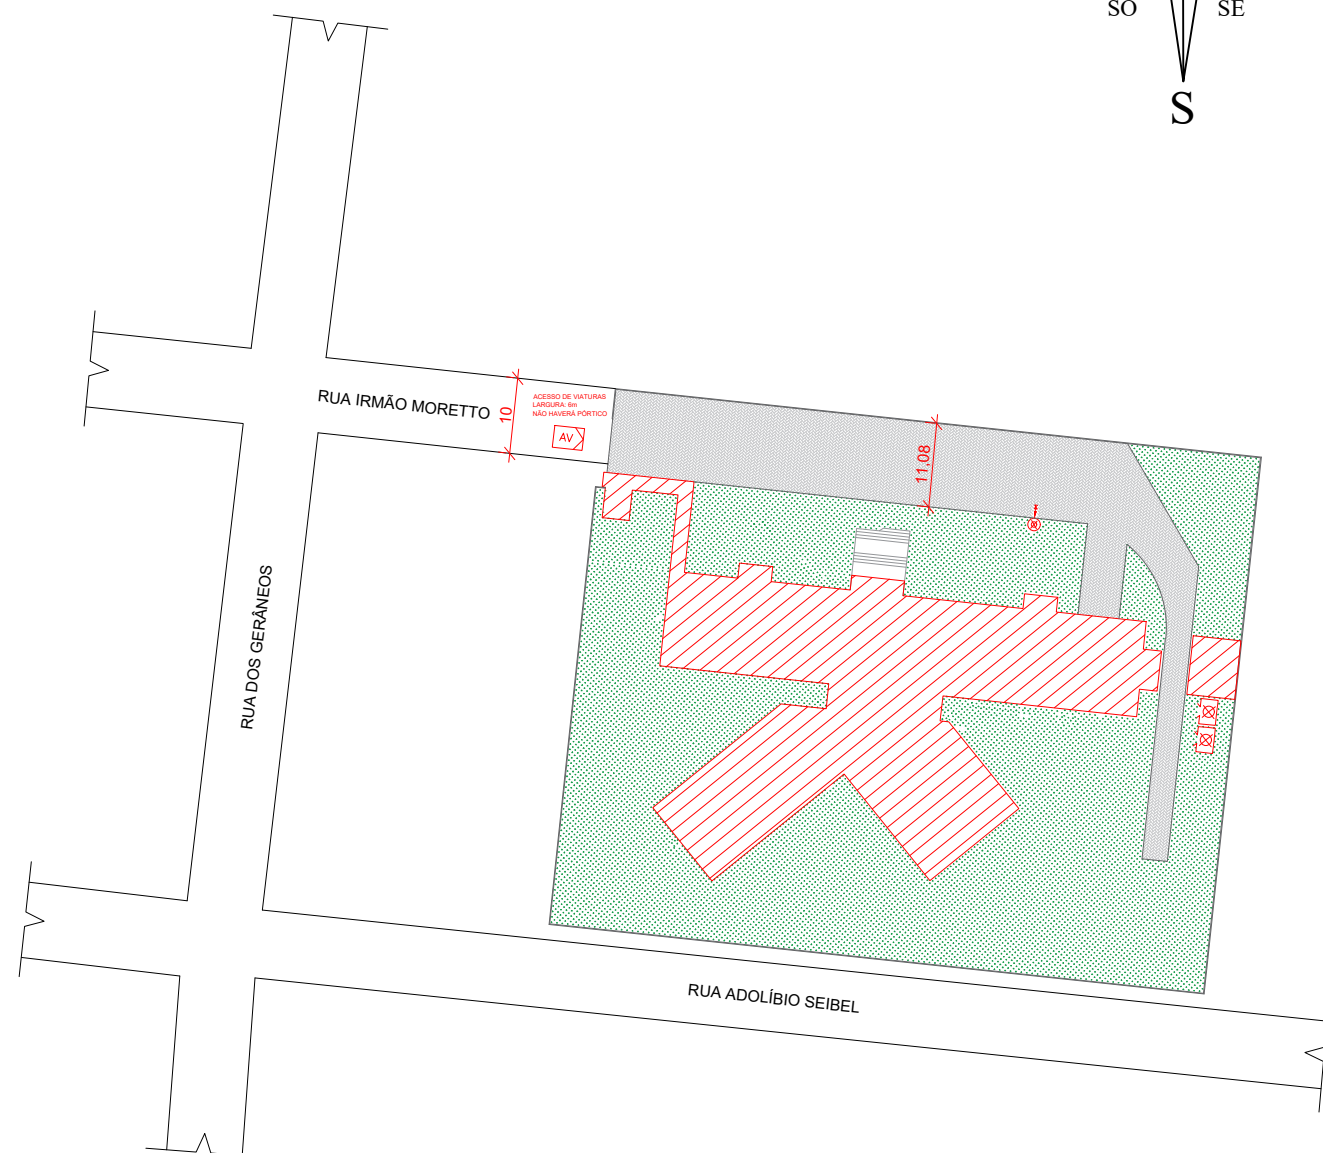 SO
SE
S
RUA IRMÃO MORETTO
10
ACESSO DE VIATURAS
LARGURA: 6m
NÃO HAVERÁ PÓRTICO
AV
11,08
RUA DOS GERÂNEOS
RUA ADOLÍBIO SEIBEL